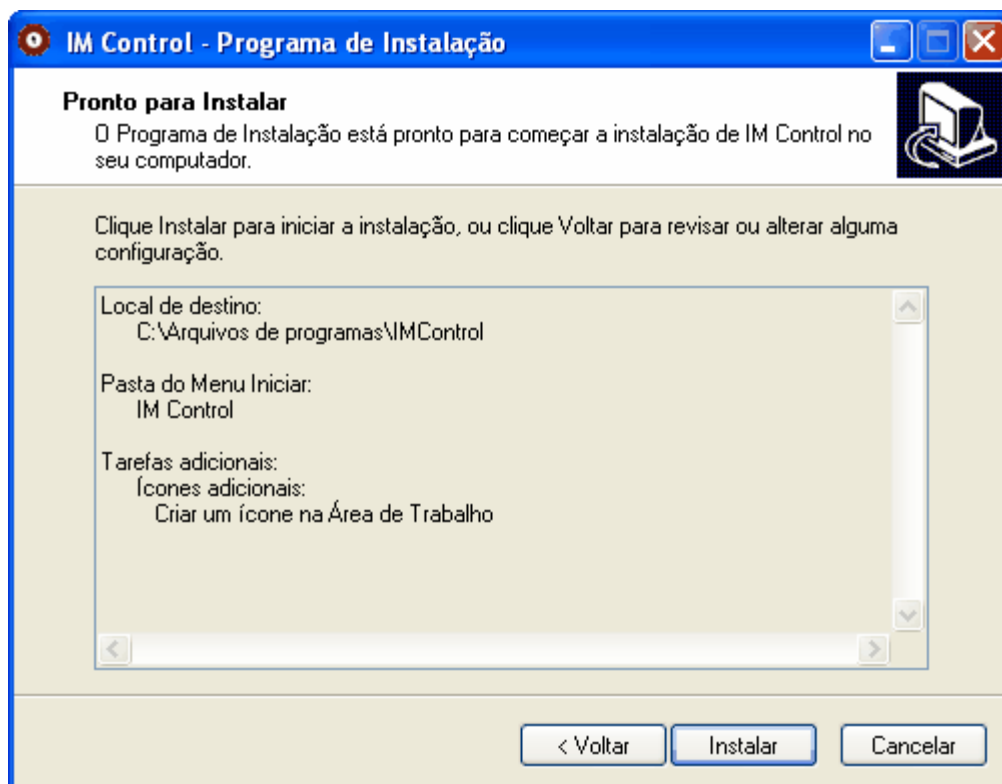 IM Control - Programa de Instalação
Pronto para Instalar
O Programa de Instalação está pronto para começar a instalação de IM Control no
seu computador.
Clique Instalar para iniciar a instalação, ou clique Voltar para revisar ou alterar alguma
configuração.
Local de destino:
C:\Arquivos de programas\IMControl
Pasta do Menu Iniciar:
IM Control
Tarefas adicionais:
Ícones adicionais:
Criar um ícone na Área de Trabalho
< Voltar Instalar Cancelar